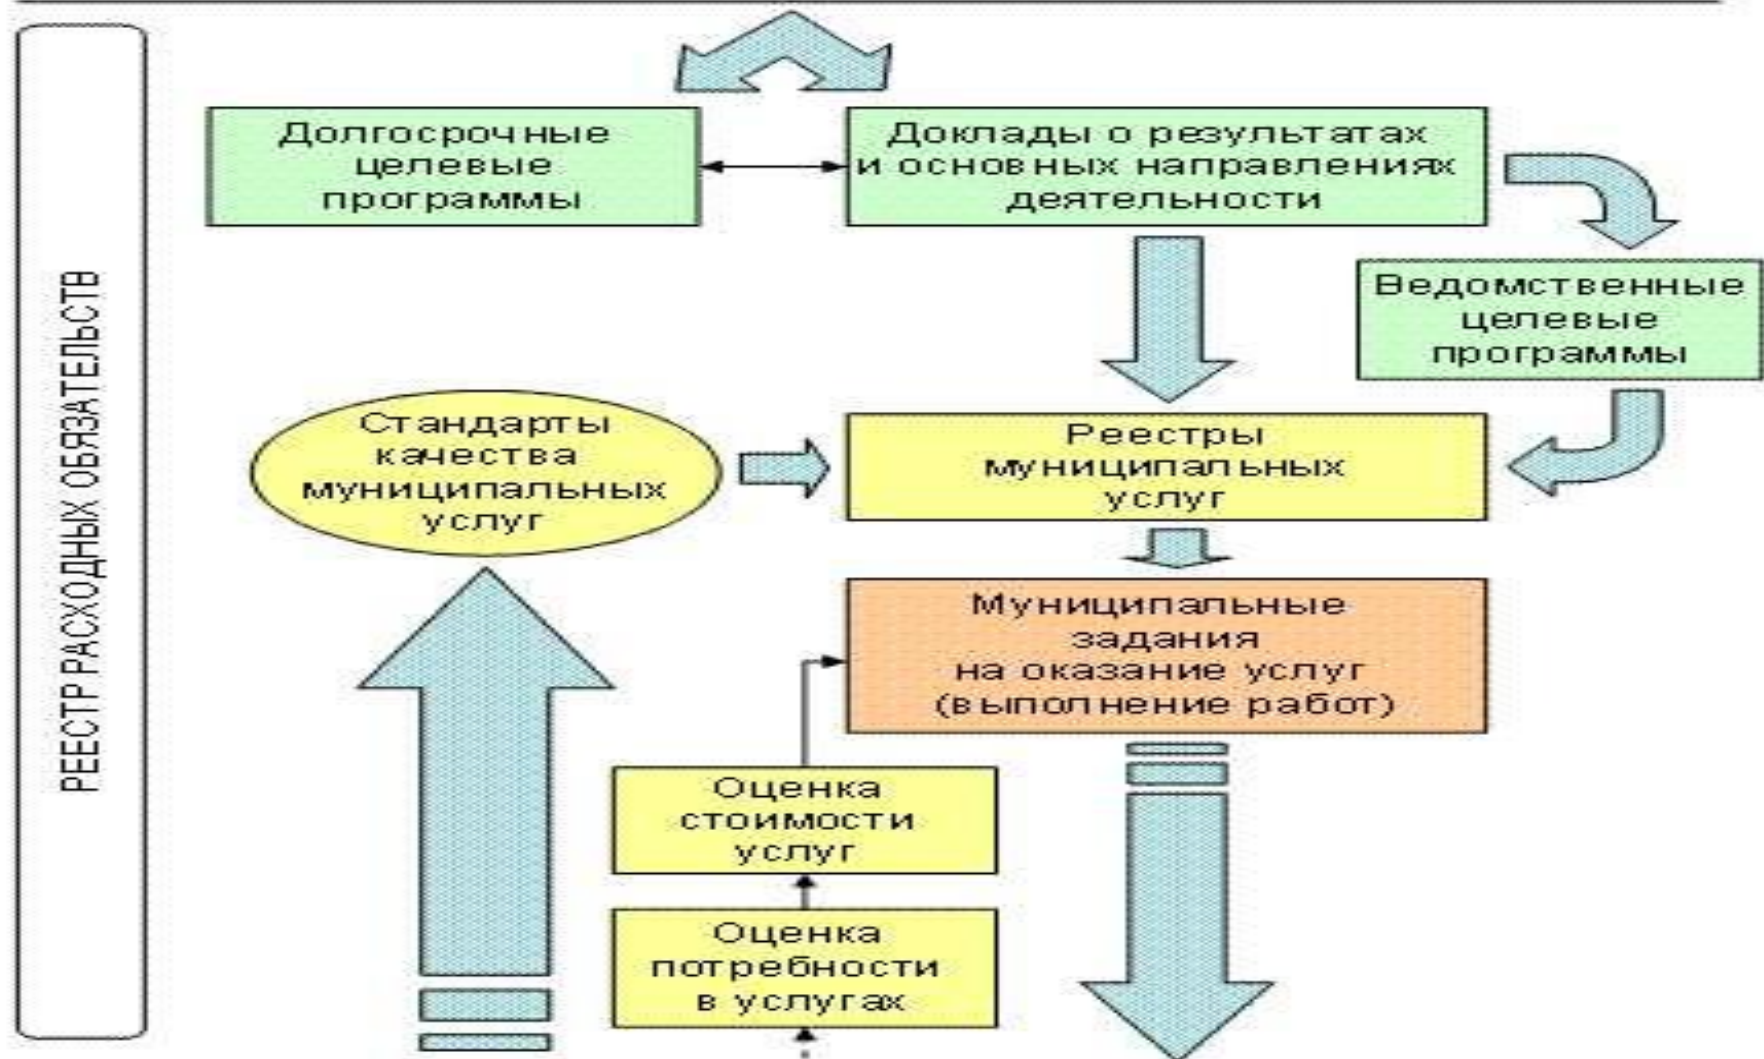 РЕЕСТР РАСХОДНЫХ ОБЯЗАТЕЛЬСТВ
Долгосрочные
целевые
программы
Доклады о результатах
и основных направлениях
деятельности
Ведомственные
целевые
программы
Стандарты
качества
муниципальных
услуг
Реестры
муниципальных
услуг
Муниципальные
задания
на оказание услуг
(выполнение работ)
Оценка
стоимости
услуг
Оценка
потребности
в услугах